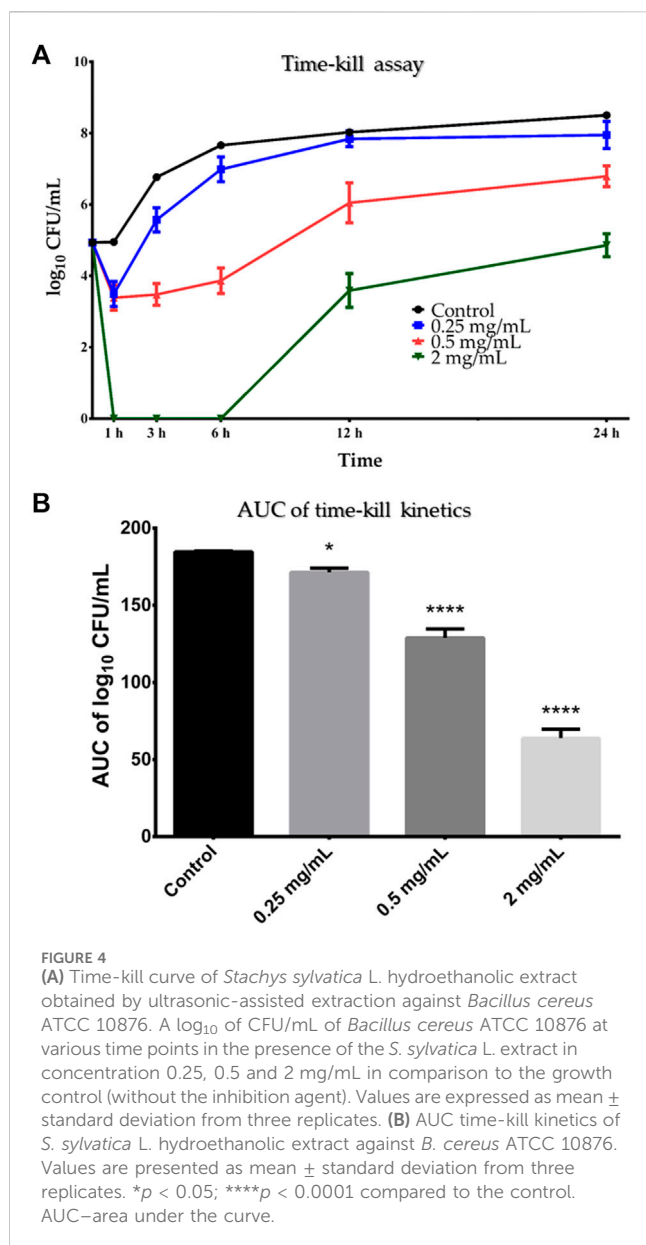 A
Time-kill assay
10
8
6
4
2
0
log10 CFU/mL
Control
0.25 mg/mL
0.5 mg/mL
2 mg/mL
1 h 3 h 6 h 12 h 24 h
Time
B
AUC of time-kill kinetics
200
150
100
50
0
AUC of log10 CFU/mL
* **** ****
Control 0.25 mg/mL 0.5 mg/mL 2 mg/mL
FIGURE 4
(A) Time-kill curve of Stachys sylvatica L. hydroethanolic extract
obtained by ultrasonic-assisted extraction against Bacillus cereus
ATCC 10876. A log10 of CFU/mL of Bacillus cereus ATCC 10876 at
various time points in the presence of the S. sylvatica L. extract in
concentration 0.25, 0.5 and 2 mg/mL in comparison to the growth
control (without the inhibition agent). Values are expressed as mean ±
standard deviation from three replicates. (B) AUC time-kill kinetics of
S. sylvatica L. hydroethanolic extract against B. cereus ATCC 10876.
Values are presented as mean ± standard deviation from three
replicates. *p < 0.05; ****p < 0.0001 compared to the control.
AUC–area under the curve.